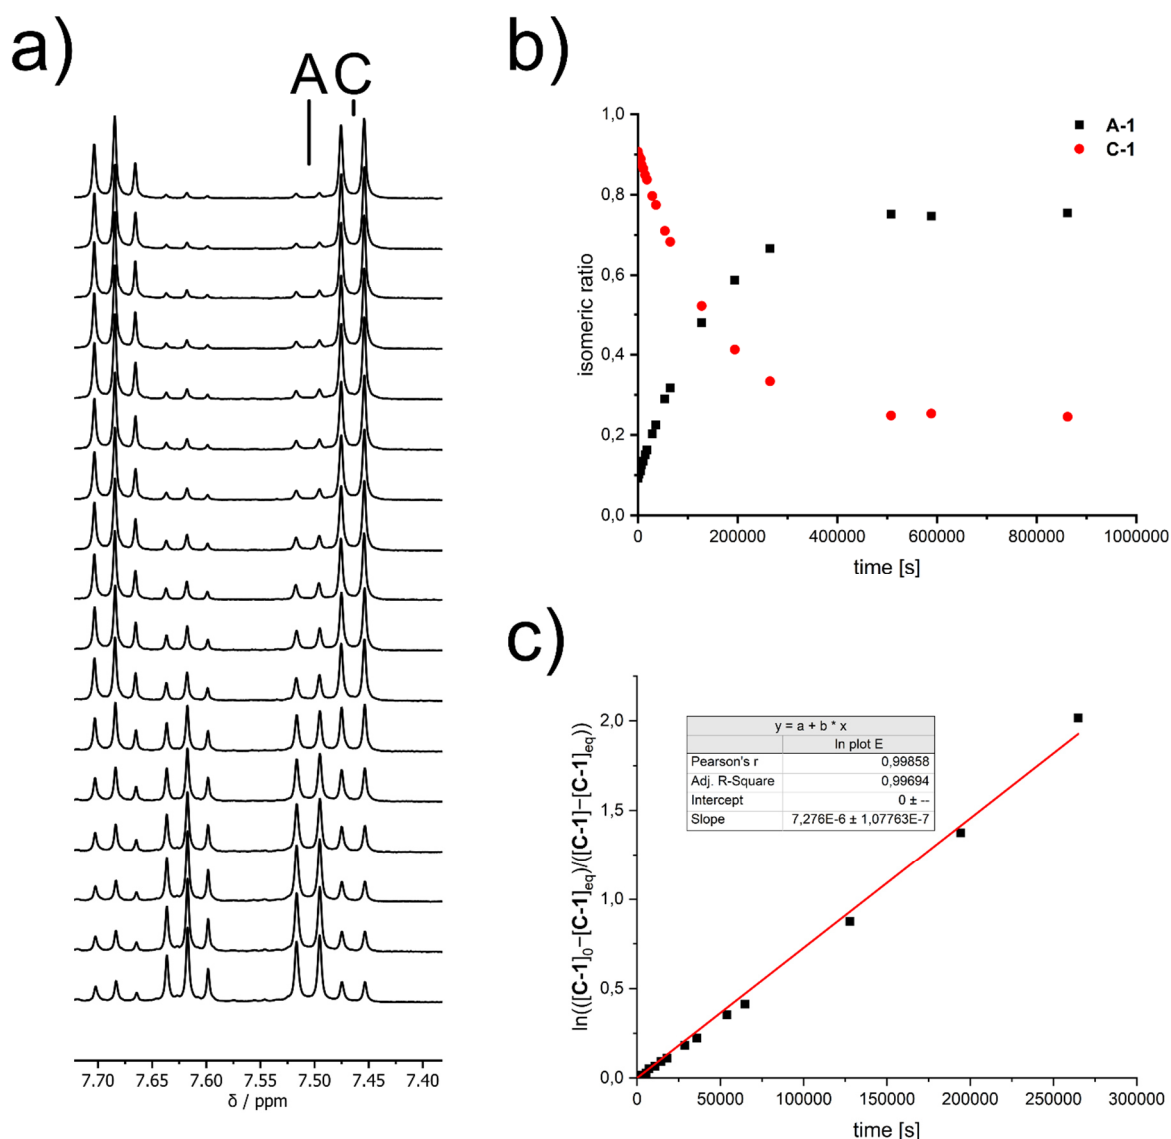 a)
A C
7.70 7.65 7.60 7.55 7.50 7.45 7.40
δ / ppm
b)
1,0
0,8
0,6
0,4
0,2
0,0
isomeric ratio
A-1
C-1
0 200000 400000 600000 800000 1000000
time [s]
c)
2,0
1,5
1,0
0,5
0,0
ln(([C-1]0−[C-1]eq)/([C-1]−[C-1]eq))
y = a + b * x
ln plot E
Pearson's r 0,99858
Adj. R-Square 0,99694
Intercept 0 ± --
Slope 7,276E-6 ± 1,07763E-7
0 50000 100000 150000 200000 250000 300000
time [s]